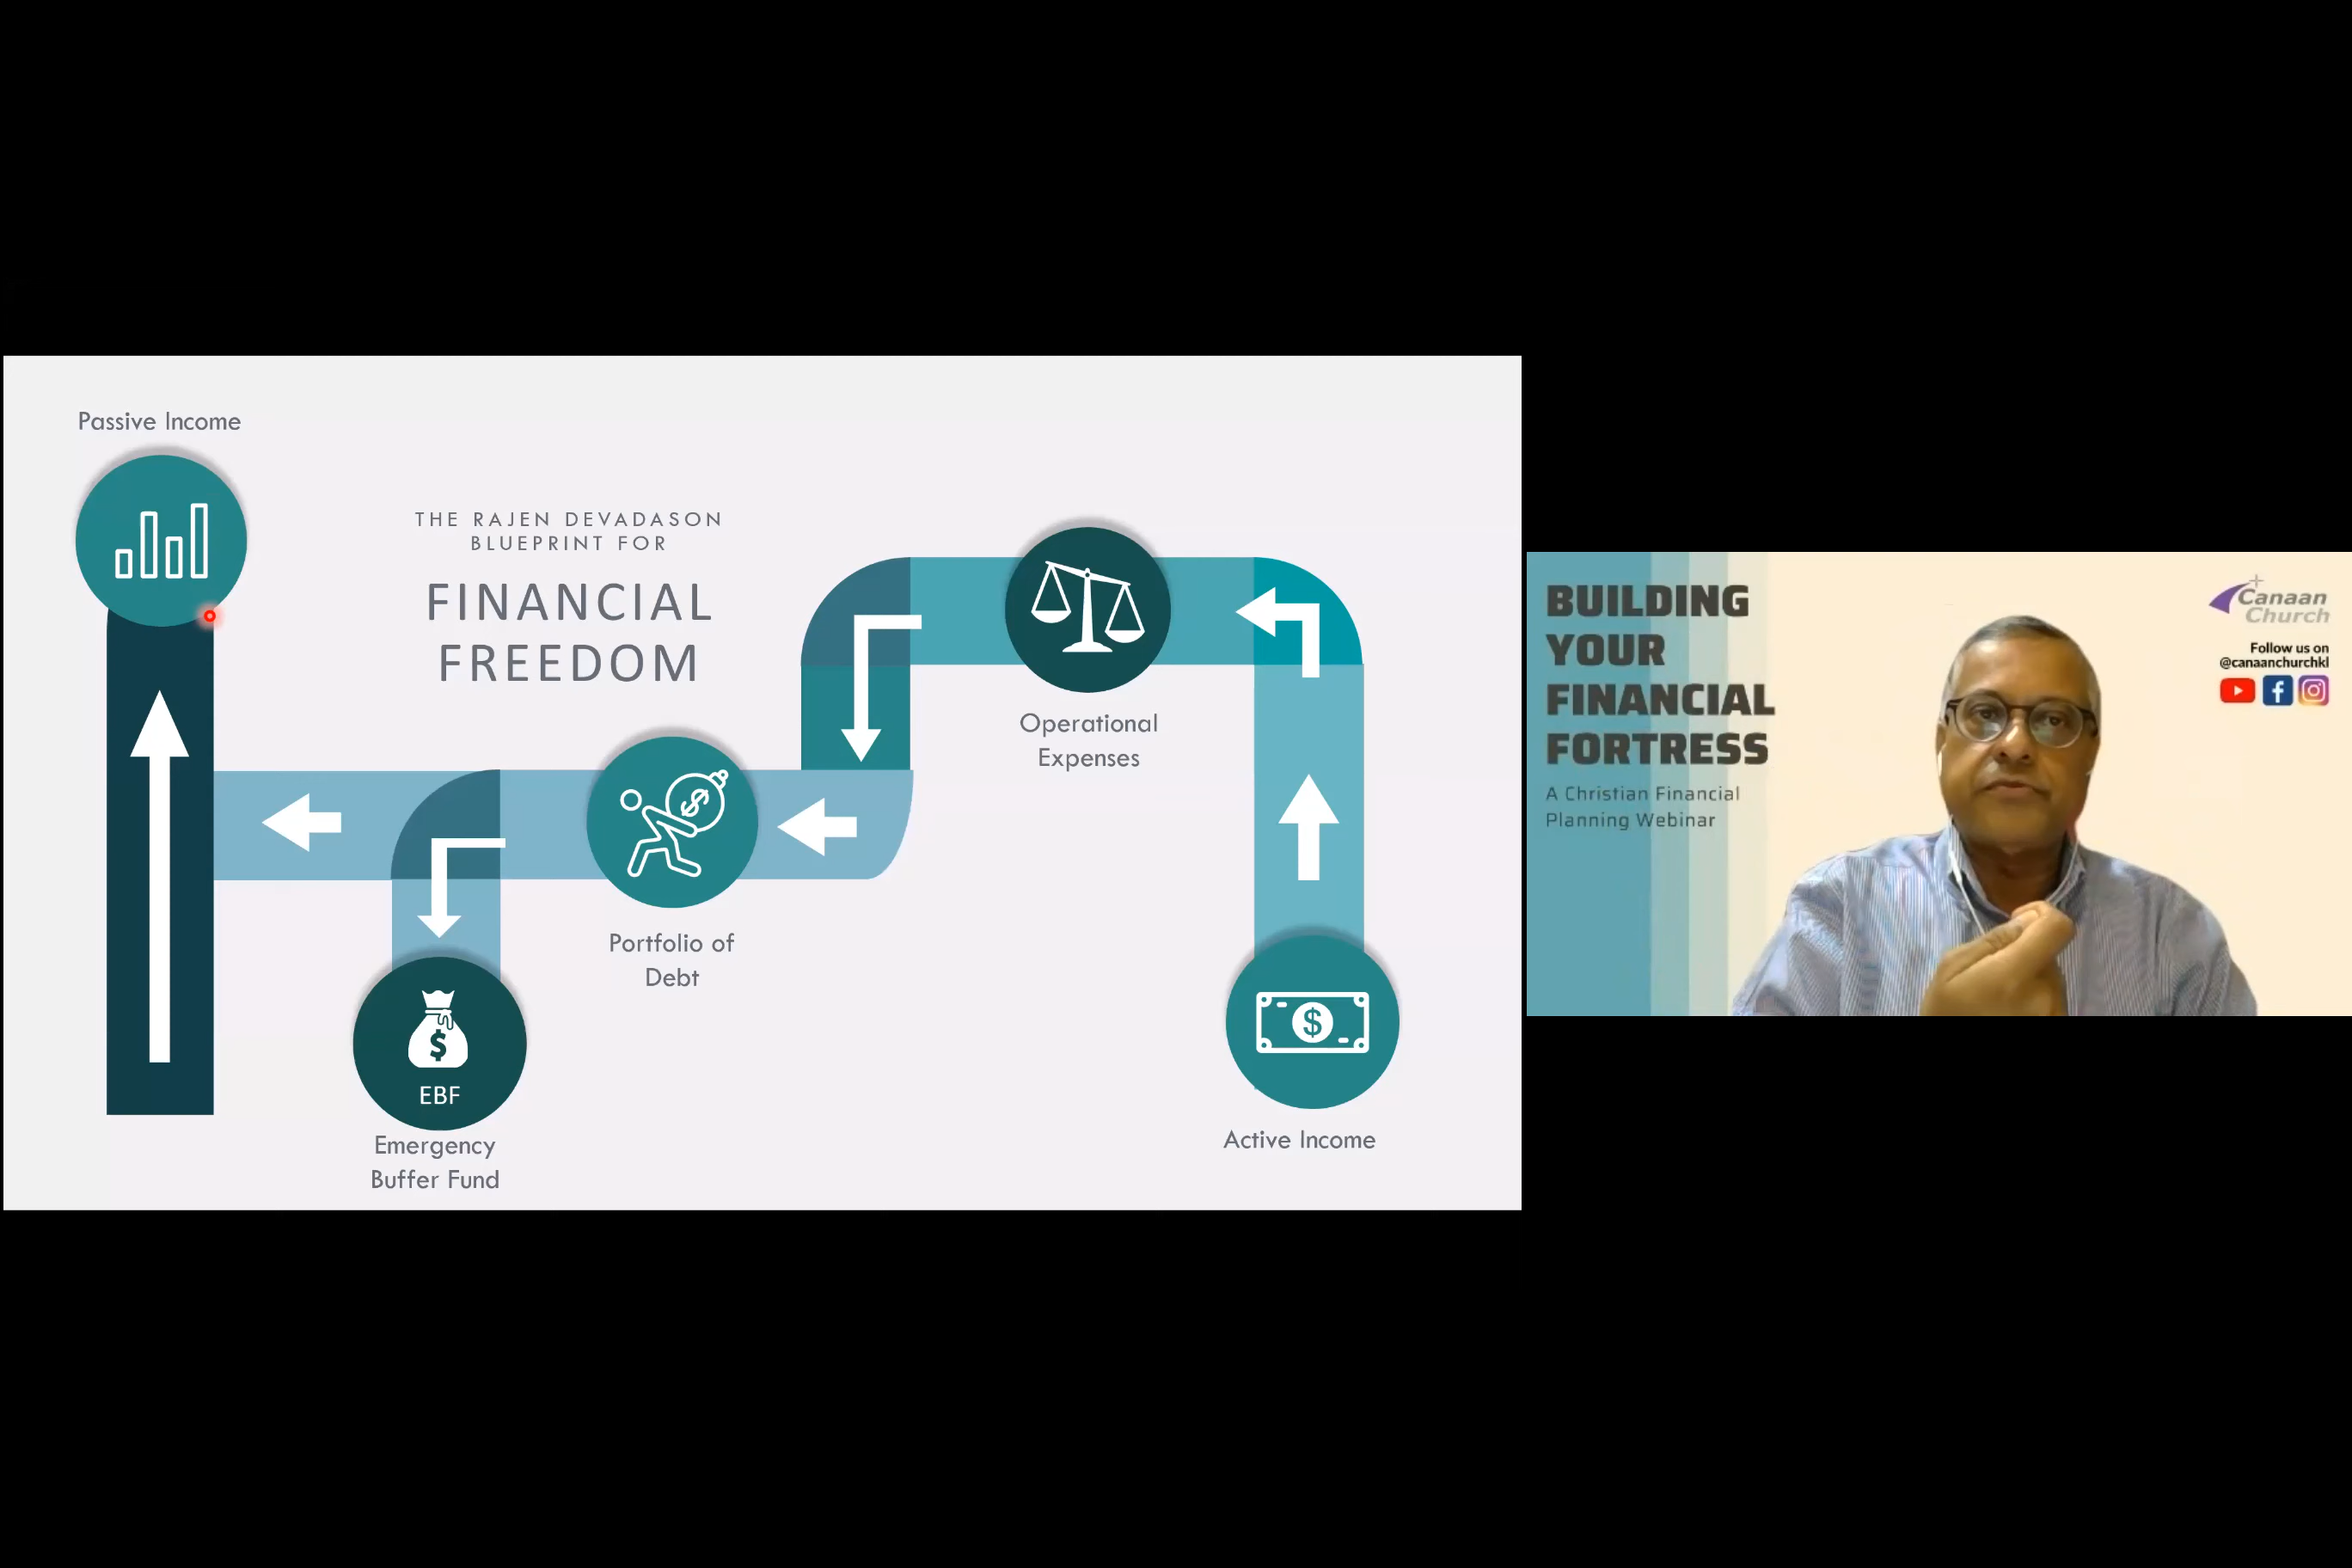 Passive Income
THE RAJEN DEVADASON
BLUEPRINT FOR
FINANCIAL
FREEDOM
Operational
Expenses
Portfolio of
Debt
EBF
Emergency
Buffer Fund
Active Income
BUILDING
YOUR
FINANCIAL
FORTRESS
A Christian Financial
Planning Webinar
Canaan
Church
Follow us on
@canaanchurchkl